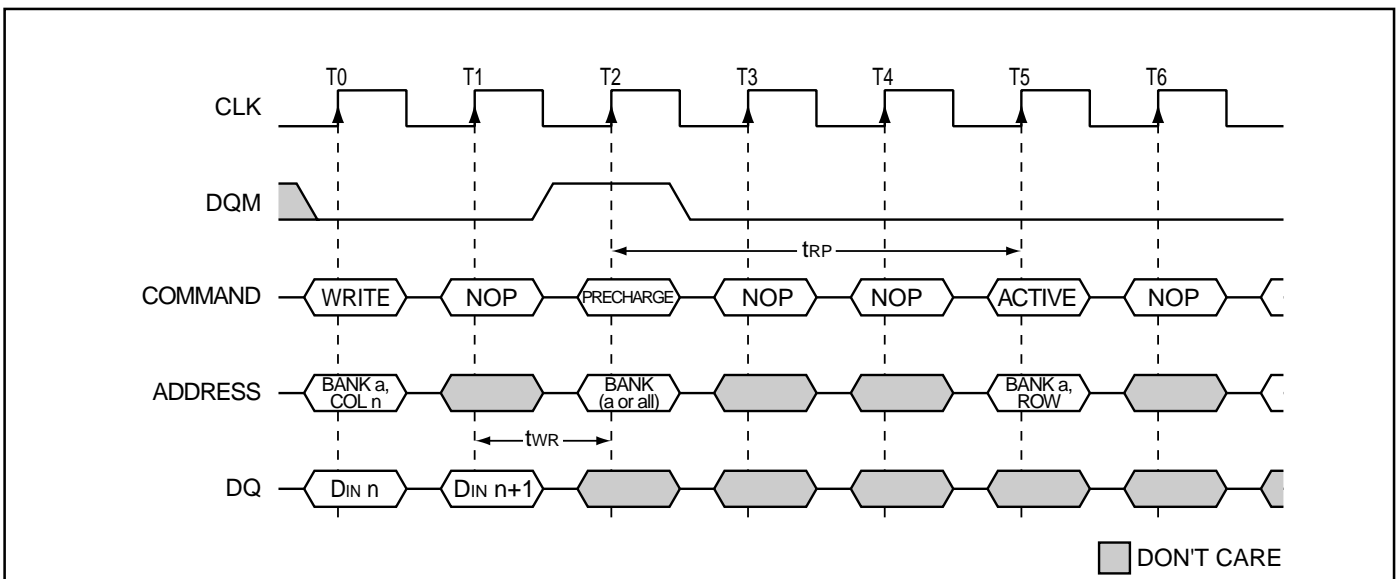 T0 T1 T2 T3 T4 T5 T6
CLK
DQM
tRP
COMMAND WRITE NOP PRECHARGE NOP NOP ACTIVE NOP
ADDRESS BANK a, COL n BANK (a or all) BANK a, ROW
tWR
DQ DIN n DIN n+1
DON'T CARE